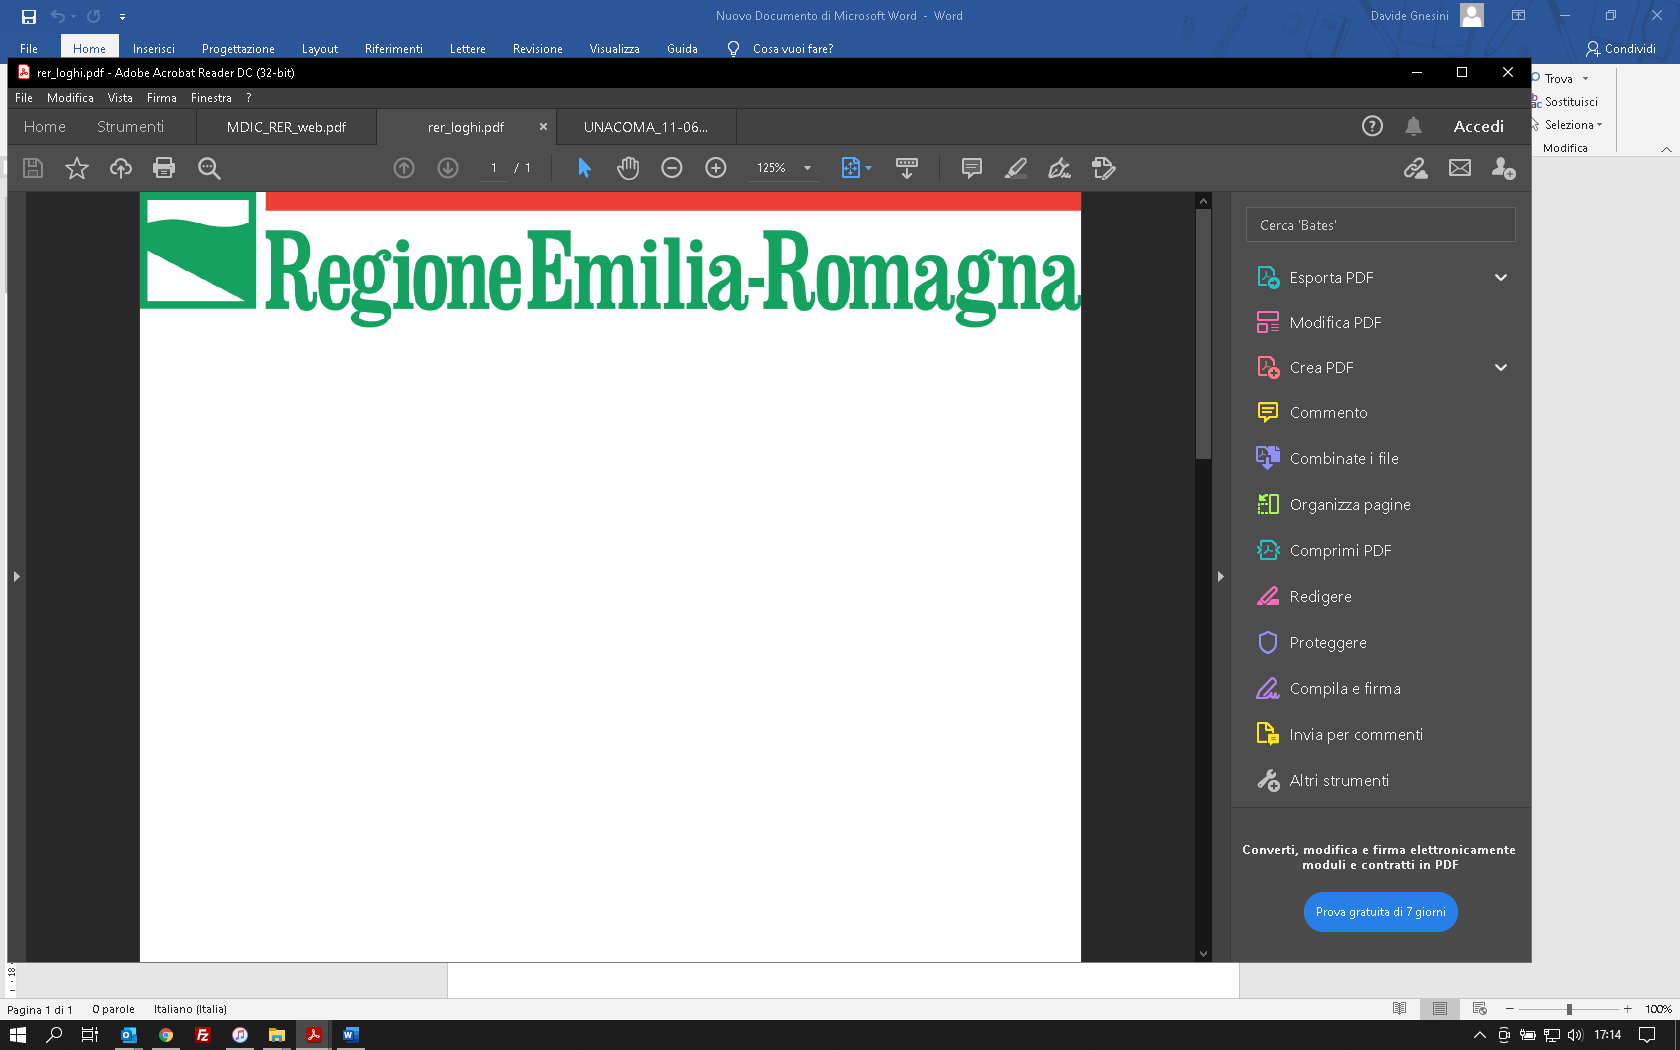 Nuovo Documento di Microsoft Word - Word
Davide Gnesini
File Home Inserisci Progettazione Layout Riferimenti Lettere Revisione Visualizza Guida Cosa vuoi fare? Condividi
rer_loghi.pdf - Adobe Acrobat Reader DC (32-bit)
File Modifica Vista Firma Finestra ?
Home Strumenti MDIC_RER_web.pdf rer_loghi.pdf × UNACOMA_11-06... Accedi
1 / 1 125%
Trova
Sostituisci
Seleziona
Modifica
RegioneEmilia-Romagna
Cerca 'Bates'
Esporta PDF
Modifica PDF
Crea PDF
Commento
Combinate i file
Organizza pagine
Comprimi PDF
Redigere
Proteggere
Compila e firma
Invia per commenti
Altri strumenti
Converti, modifica e firma elettronicamente
moduli e contratti in PDF
Prova gratuita di 7 giorni
18
Pagina 1 di 1 0 parole Italiano (Italia) 100%
17:14